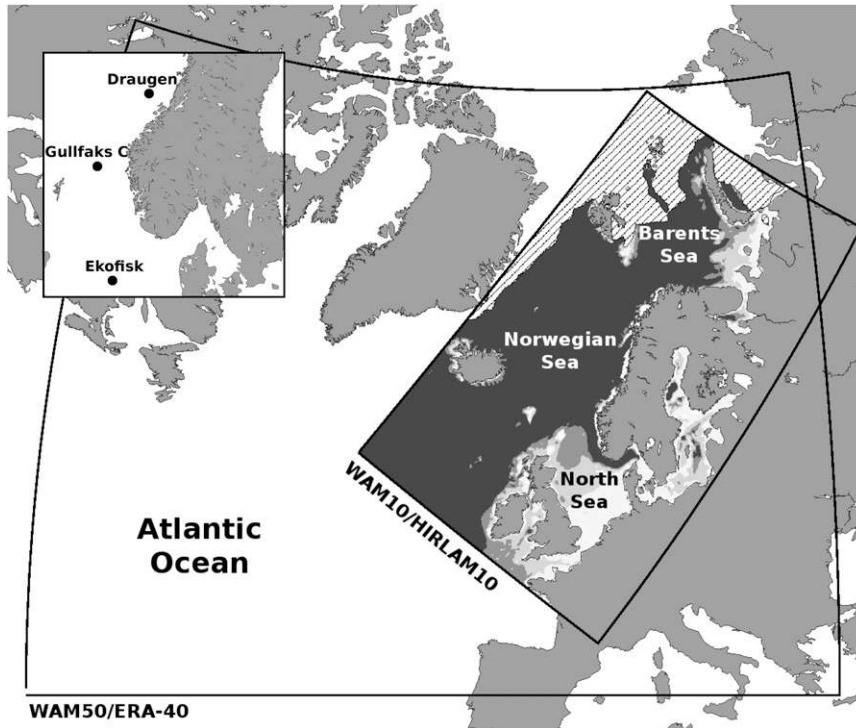 Draugen
Gullfaks C
Ekofisk
Barents
Sea
Norwegian
Sea
North
Sea
WAM10/HIRLAM10
Atlantic
Ocean
WAM50/ERA-40